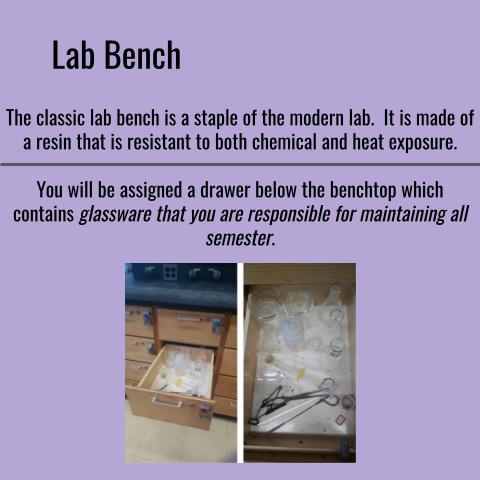 Lab Bench
The classic lab bench is a staple of the modern lab. It is made of
a resin that is resistant to both chemical and heat exposure.
You will be assigned a drawer below the benchtop which
contains glassware that you are responsible for maintaining all
semester.